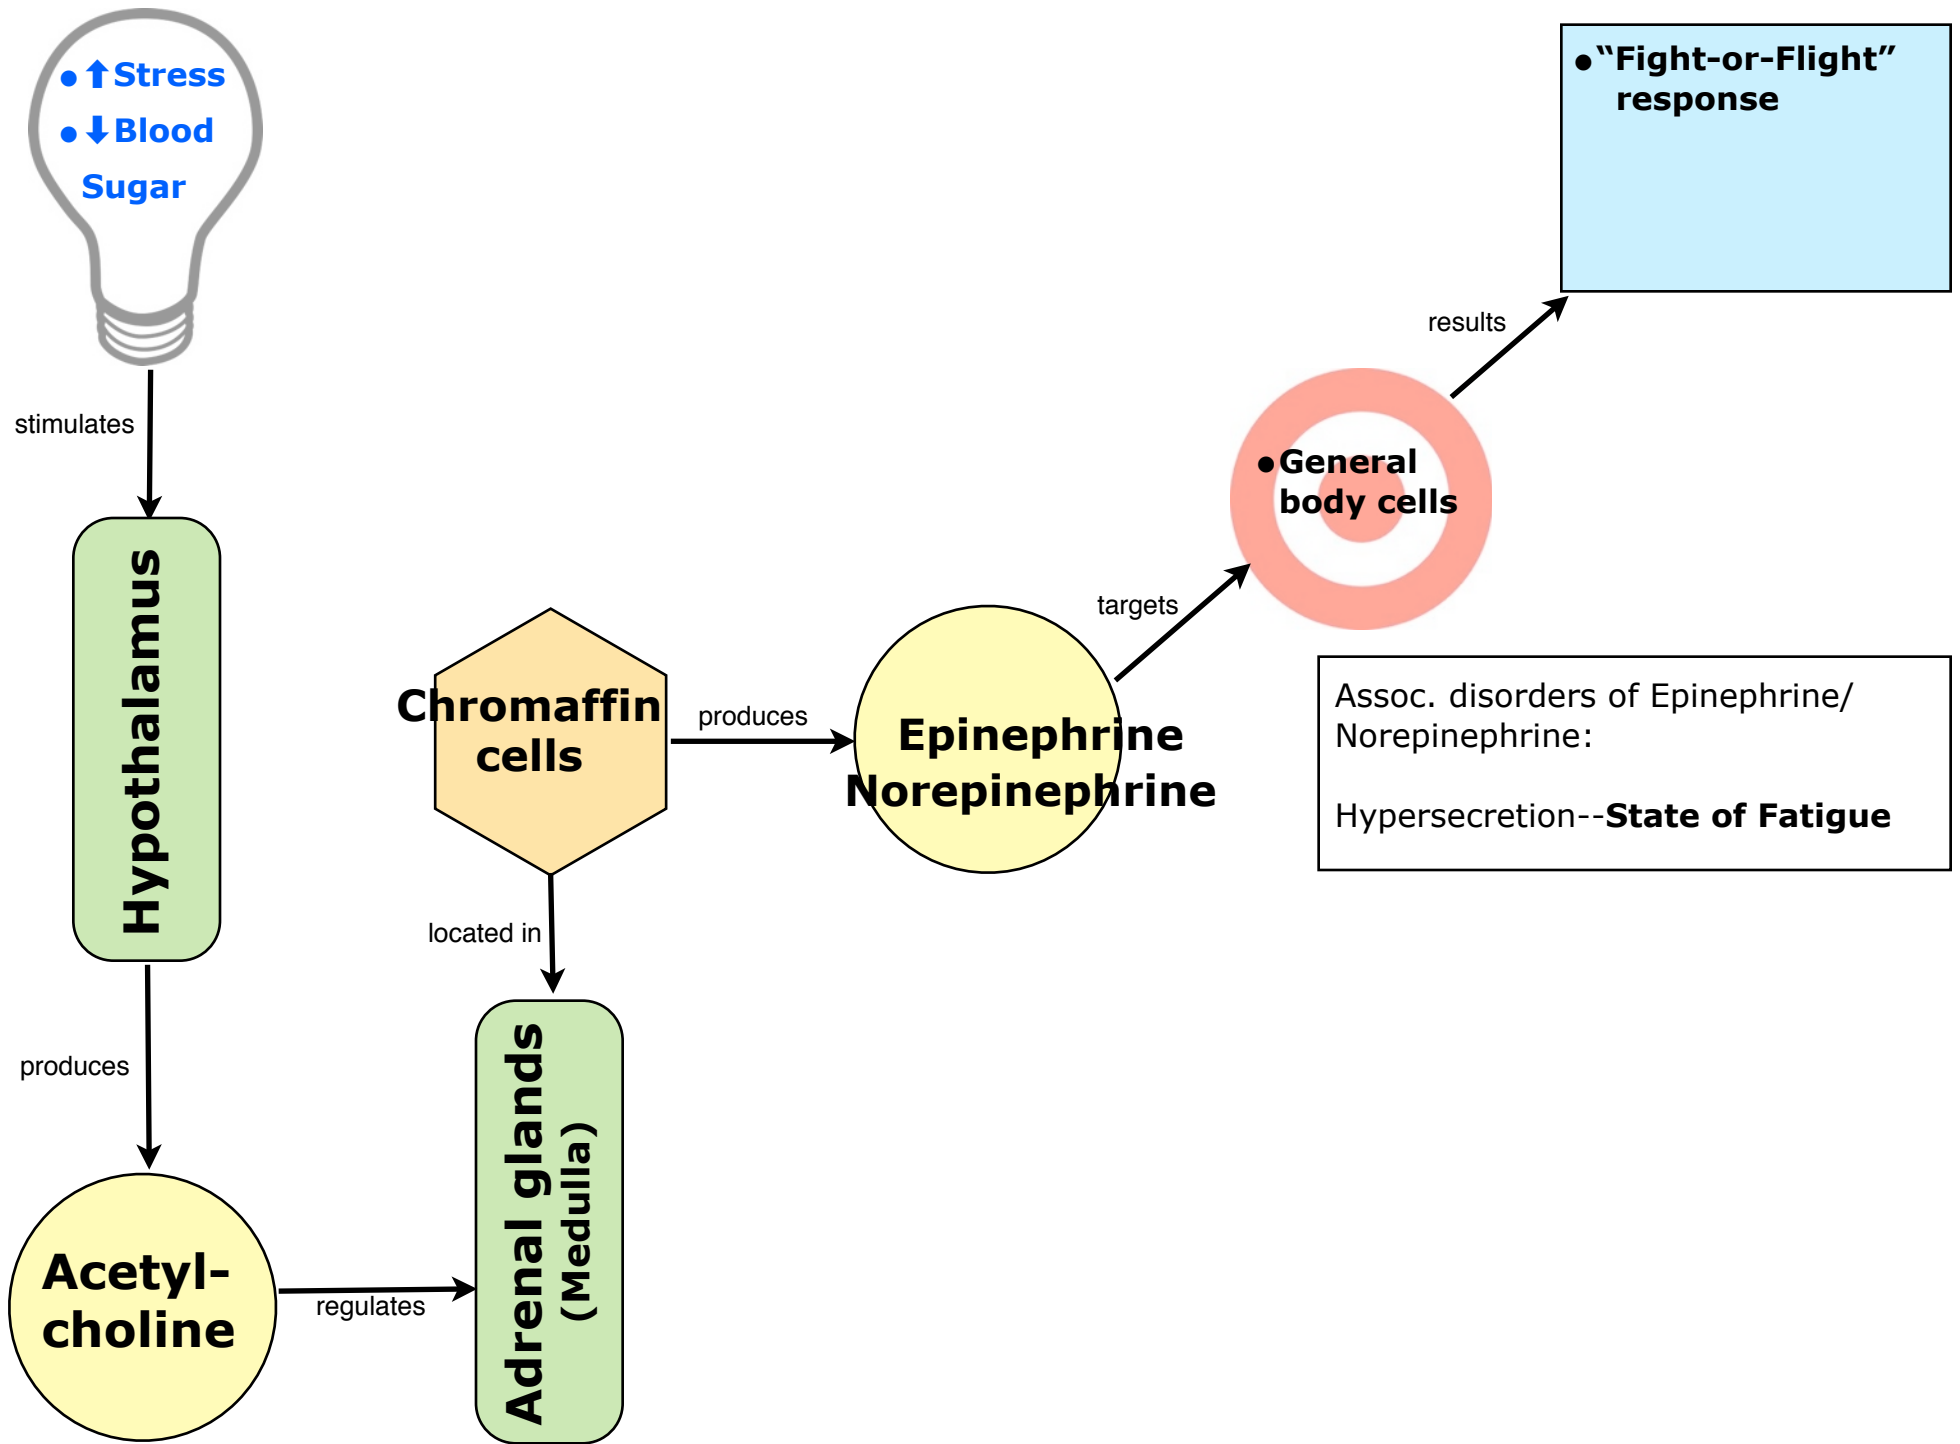 • ⬆Stress
• ⬇Blood
Sugar
stimulates
Hypothalamus
produces
Acetyl-
choline
regulates
Adrenal glands
(Medulla)
located in
Chromaffin
cells
produces
Epinephrine
Norepinephrine
targets
• General
body cells
results
• “Fight-or-Flight”
response
Assoc. disorders of Epinephrine/
Norepinephrine:
Hypersecretion--State of Fatigue